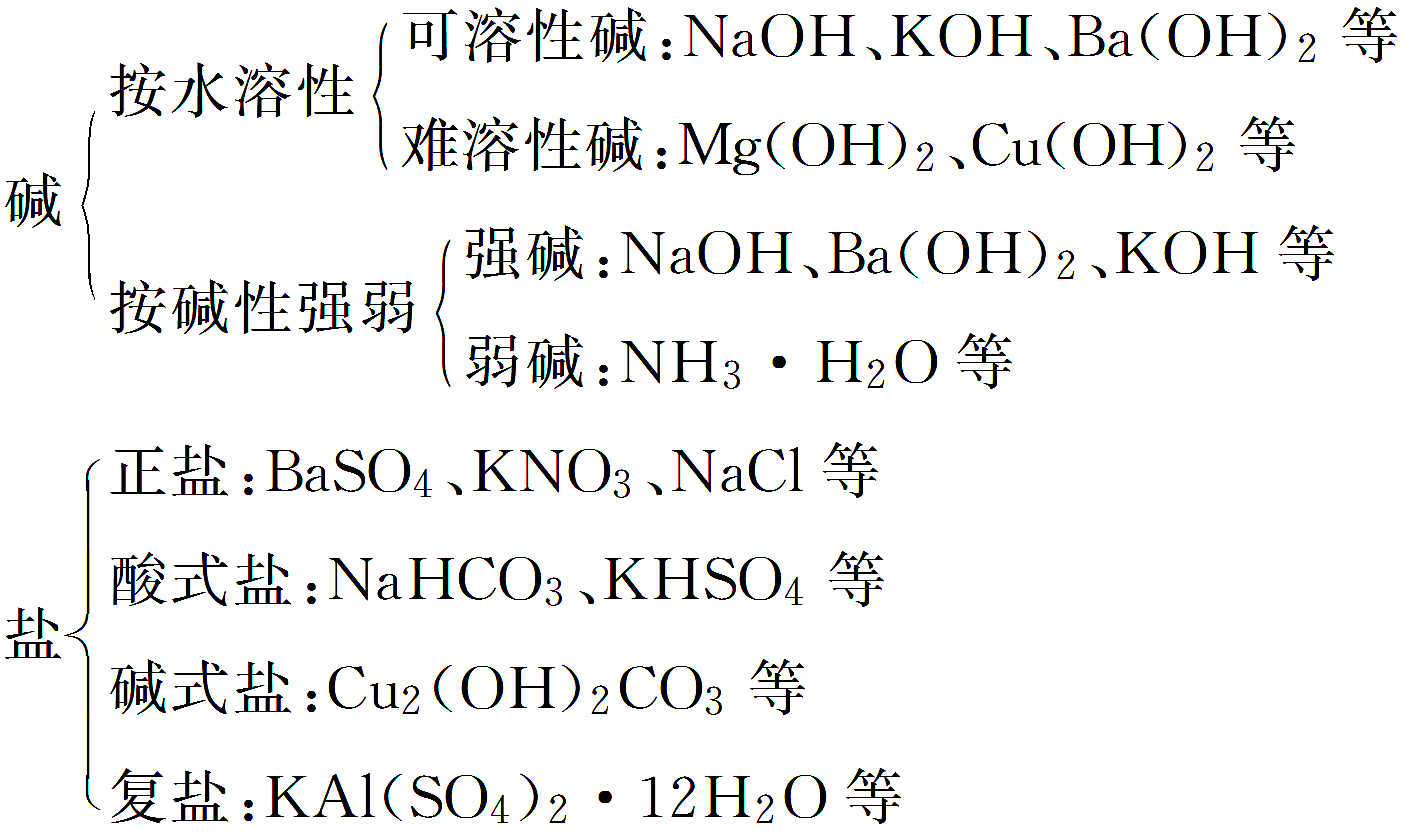 碱
按水溶性
可溶性碱:NaOH、KOH、Ba(OH)₂ 等
难溶性碱:Mg(OH)₂、Cu(OH)₂ 等
按碱性强弱
强碱:NaOH、Ba(OH)₂、KOH 等
弱碱:NH₃·H₂O 等
盐
正盐:BaSO₄、KNO₃、NaCl 等
酸式盐:NaHCO₃、KHSO₄ 等
碱式盐:Cu₂(OH)₂CO₃ 等
复盐:KAl(SO₄)₂·12H₂O 等